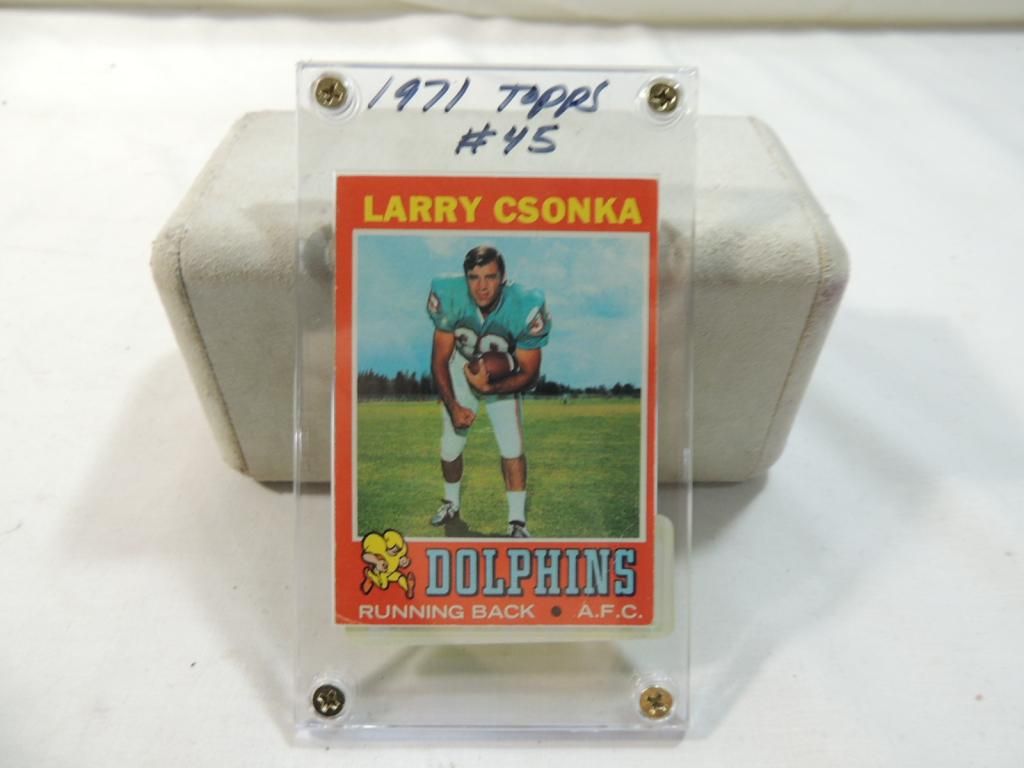 1971 Topps
#45
LARRY CSONKA
DOLPHINS
RUNNING BACK • A.F.C.